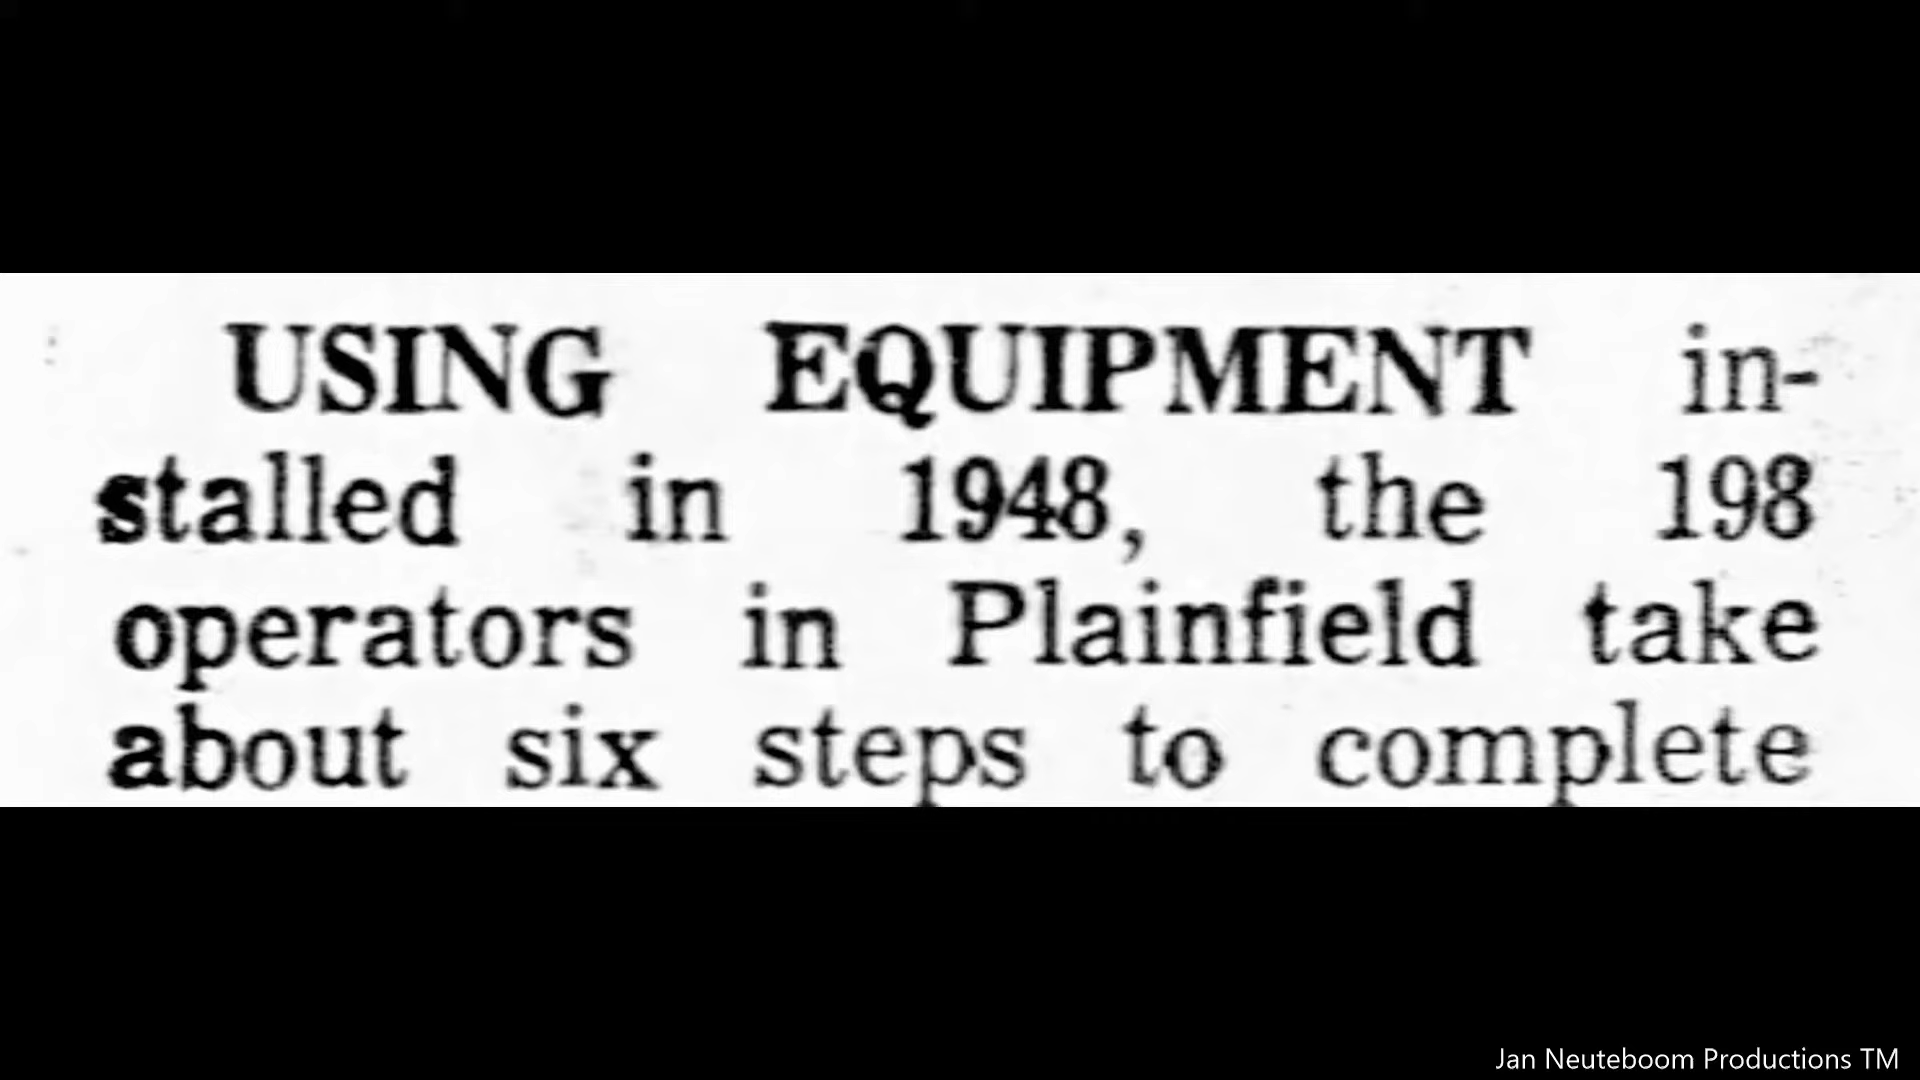 USING EQUIPMENT in-
stalled in 1948, the 198
operators in Plainfield take
about six steps to complete
Jan Neuteboom Productions TM